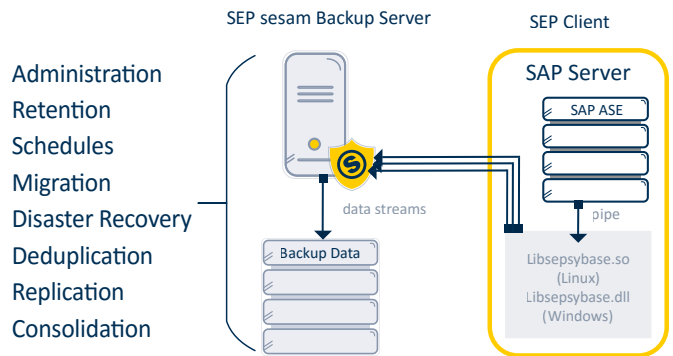 SEP sesam Backup Server
SEP Client
Administration
Retention
Schedules
Migration
Disaster Recovery
Deduplication
Replication
Consolidation
S
data streams
Backup Data
SAP Server
SAP ASE
pipe
Libsepsybase.so
(Linux)
Libsepsybase.dll
(Windows)